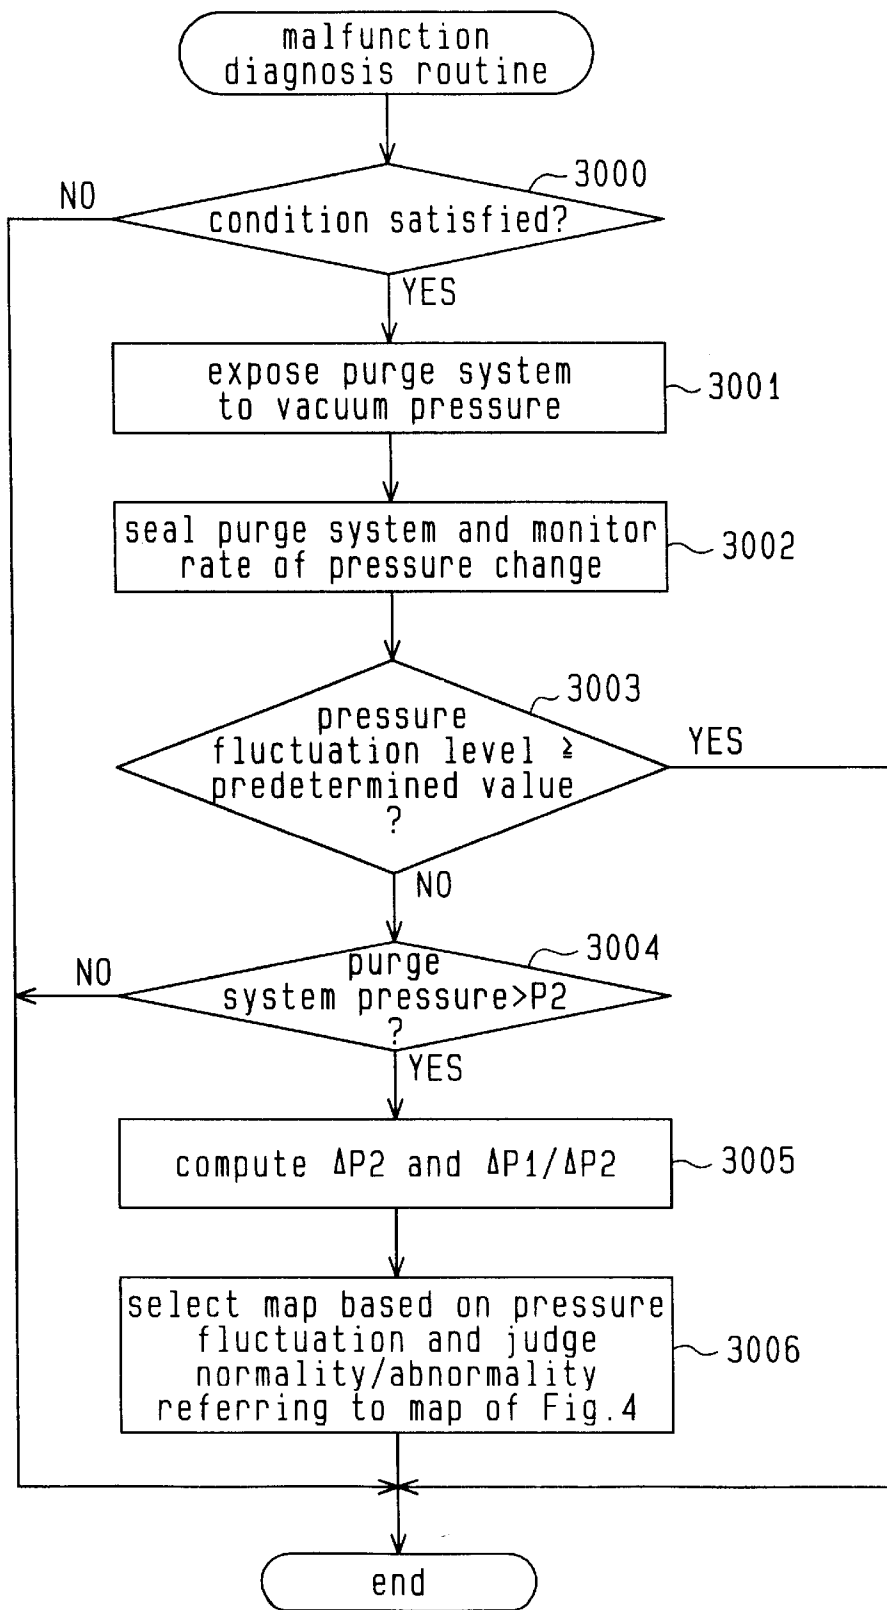 malfunction
diagnosis routine
3000
NO
condition satisfied?
YES
expose purge system
to vacuum pressure
3001
seal purge system and monitor
rate of pressure change
3002
3003
pressure
fluctuation level ≧
predetermined value
?
YES
NO
3004
NO
purge
system pressure>P2
?
YES
compute ΔP2 and ΔP1/ΔP2
3005
select map based on pressure
fluctuation and judge
normality/abnormality
referring to map of Fig.4
3006
end